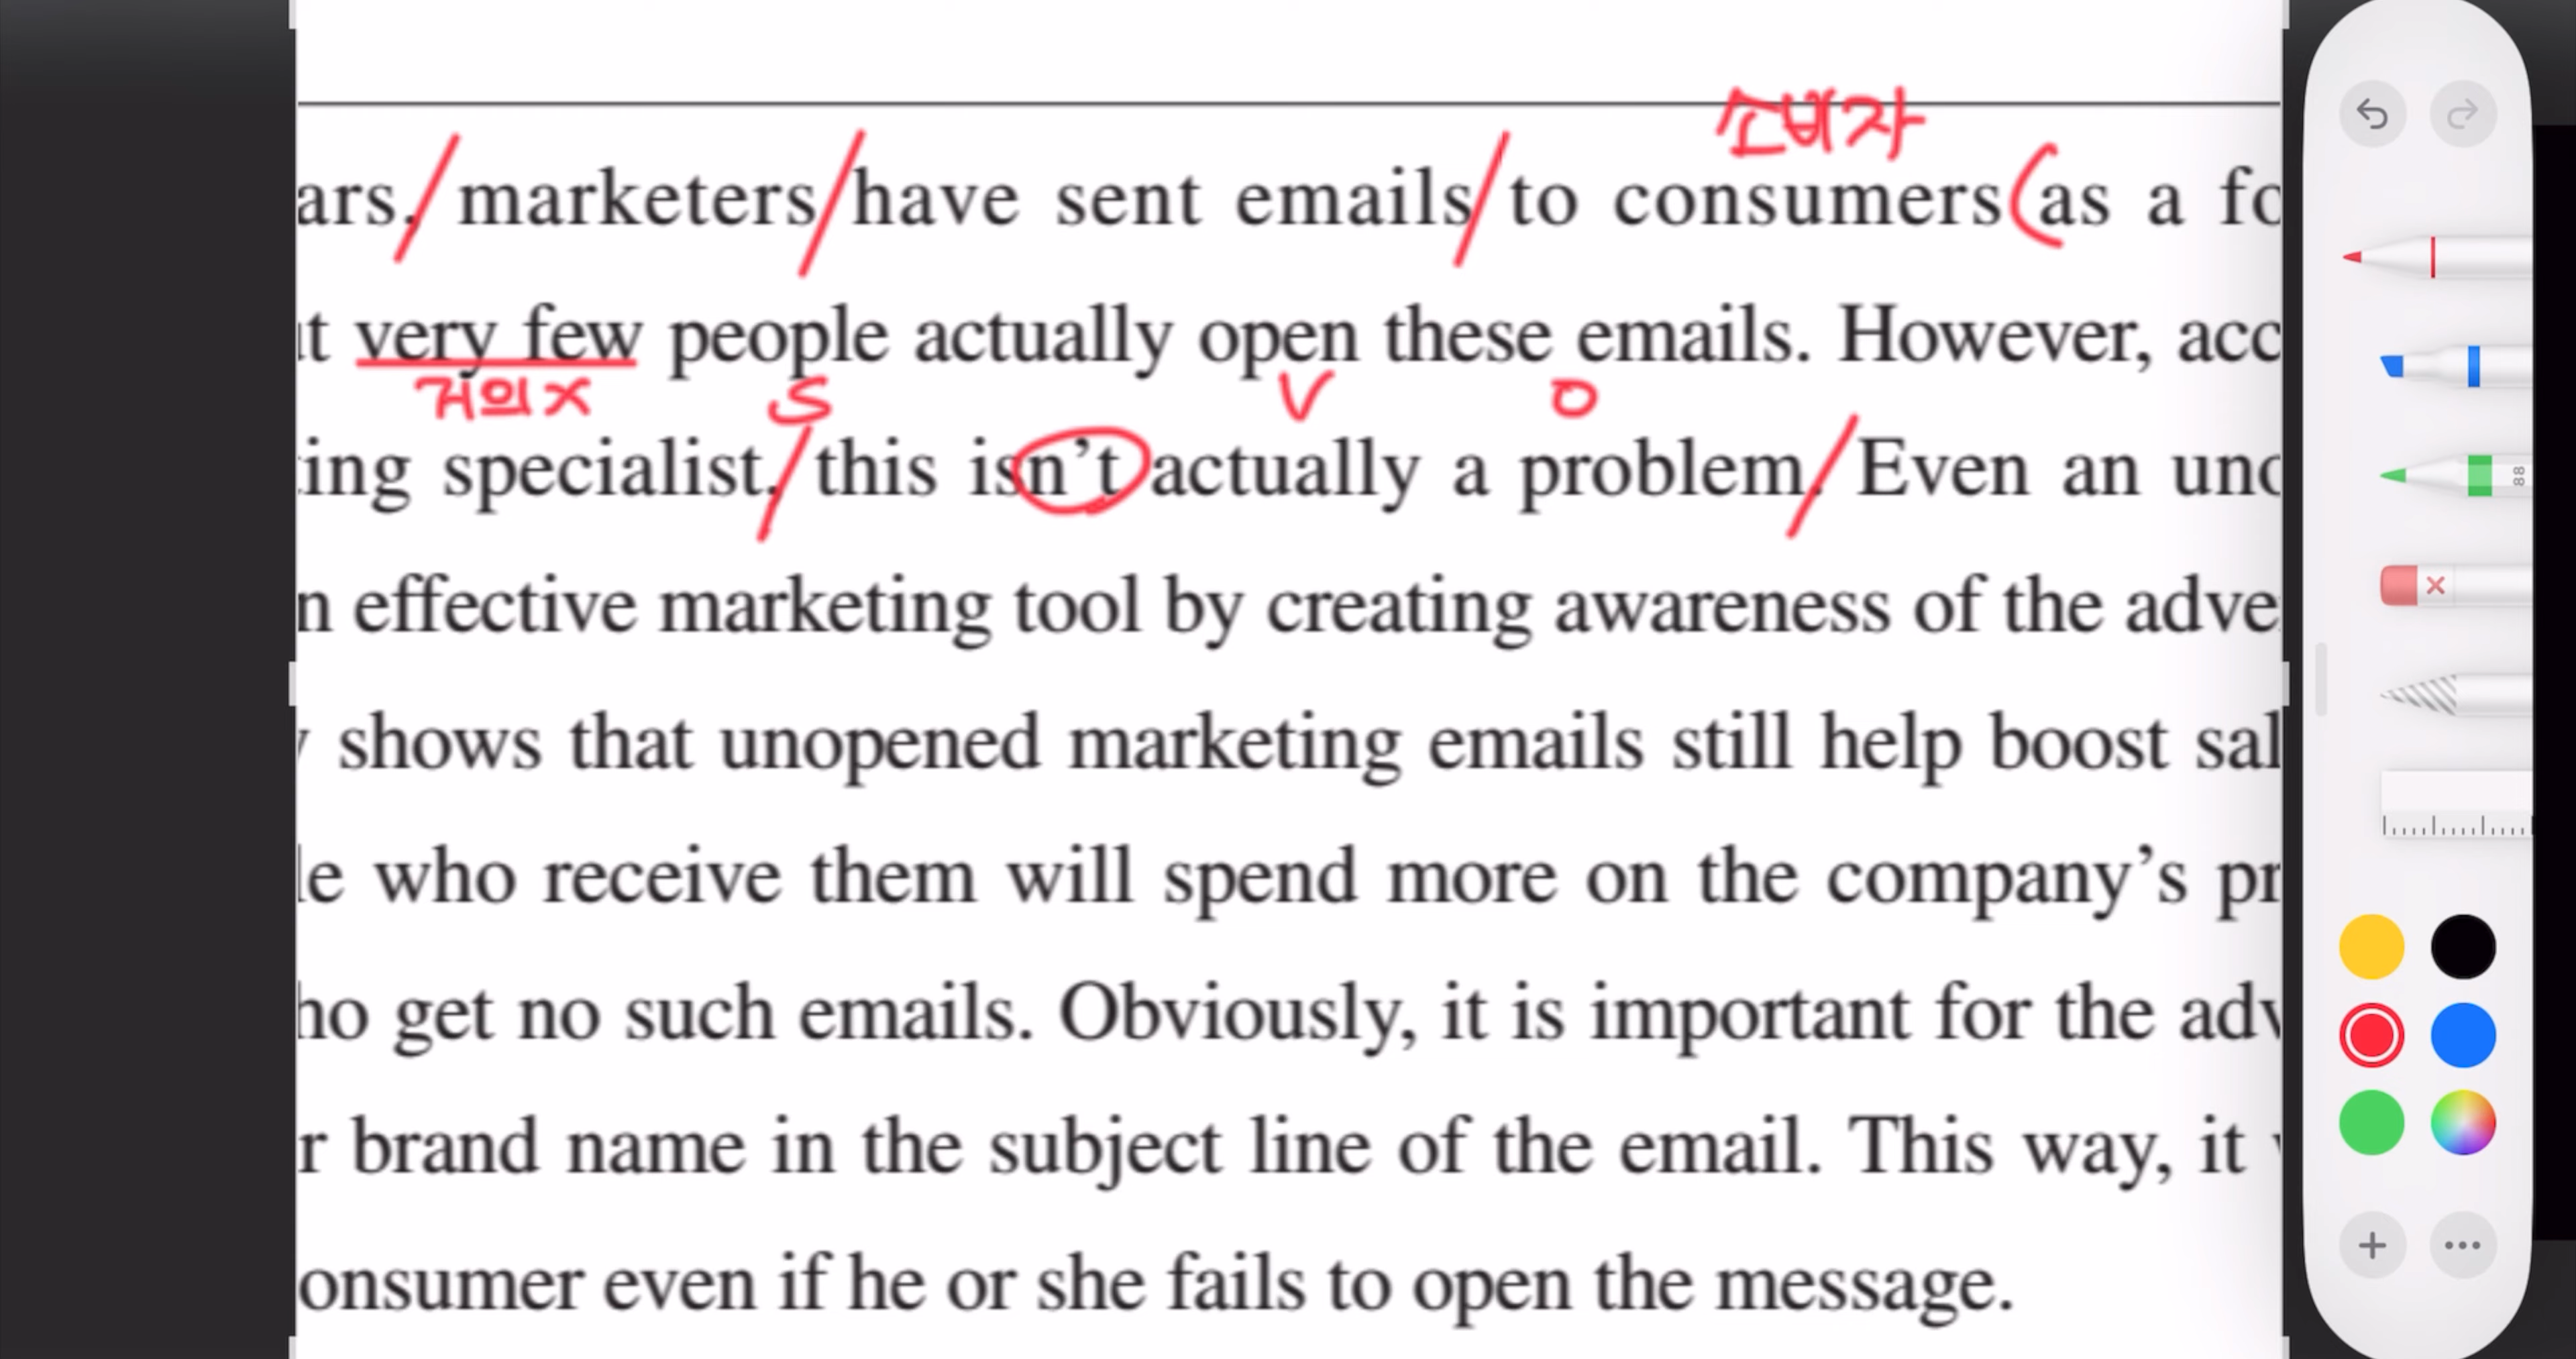 소비자
ars, marketers have sent emails to consumers (as a fo
t very few people actually open these emails. However, acc
거의 X S V O
ing specialist, this isn't actually a problem. Even an uno
n effective marketing tool by creating awareness of the adve
y shows that unopened marketing emails still help boost sal
le who receive them will spend more on the company's pr
ho get no such emails. Obviously, it is important for the adv
r brand name in the subject line of the email. This way, it
onsumer even if he or she fails to open the message.
88